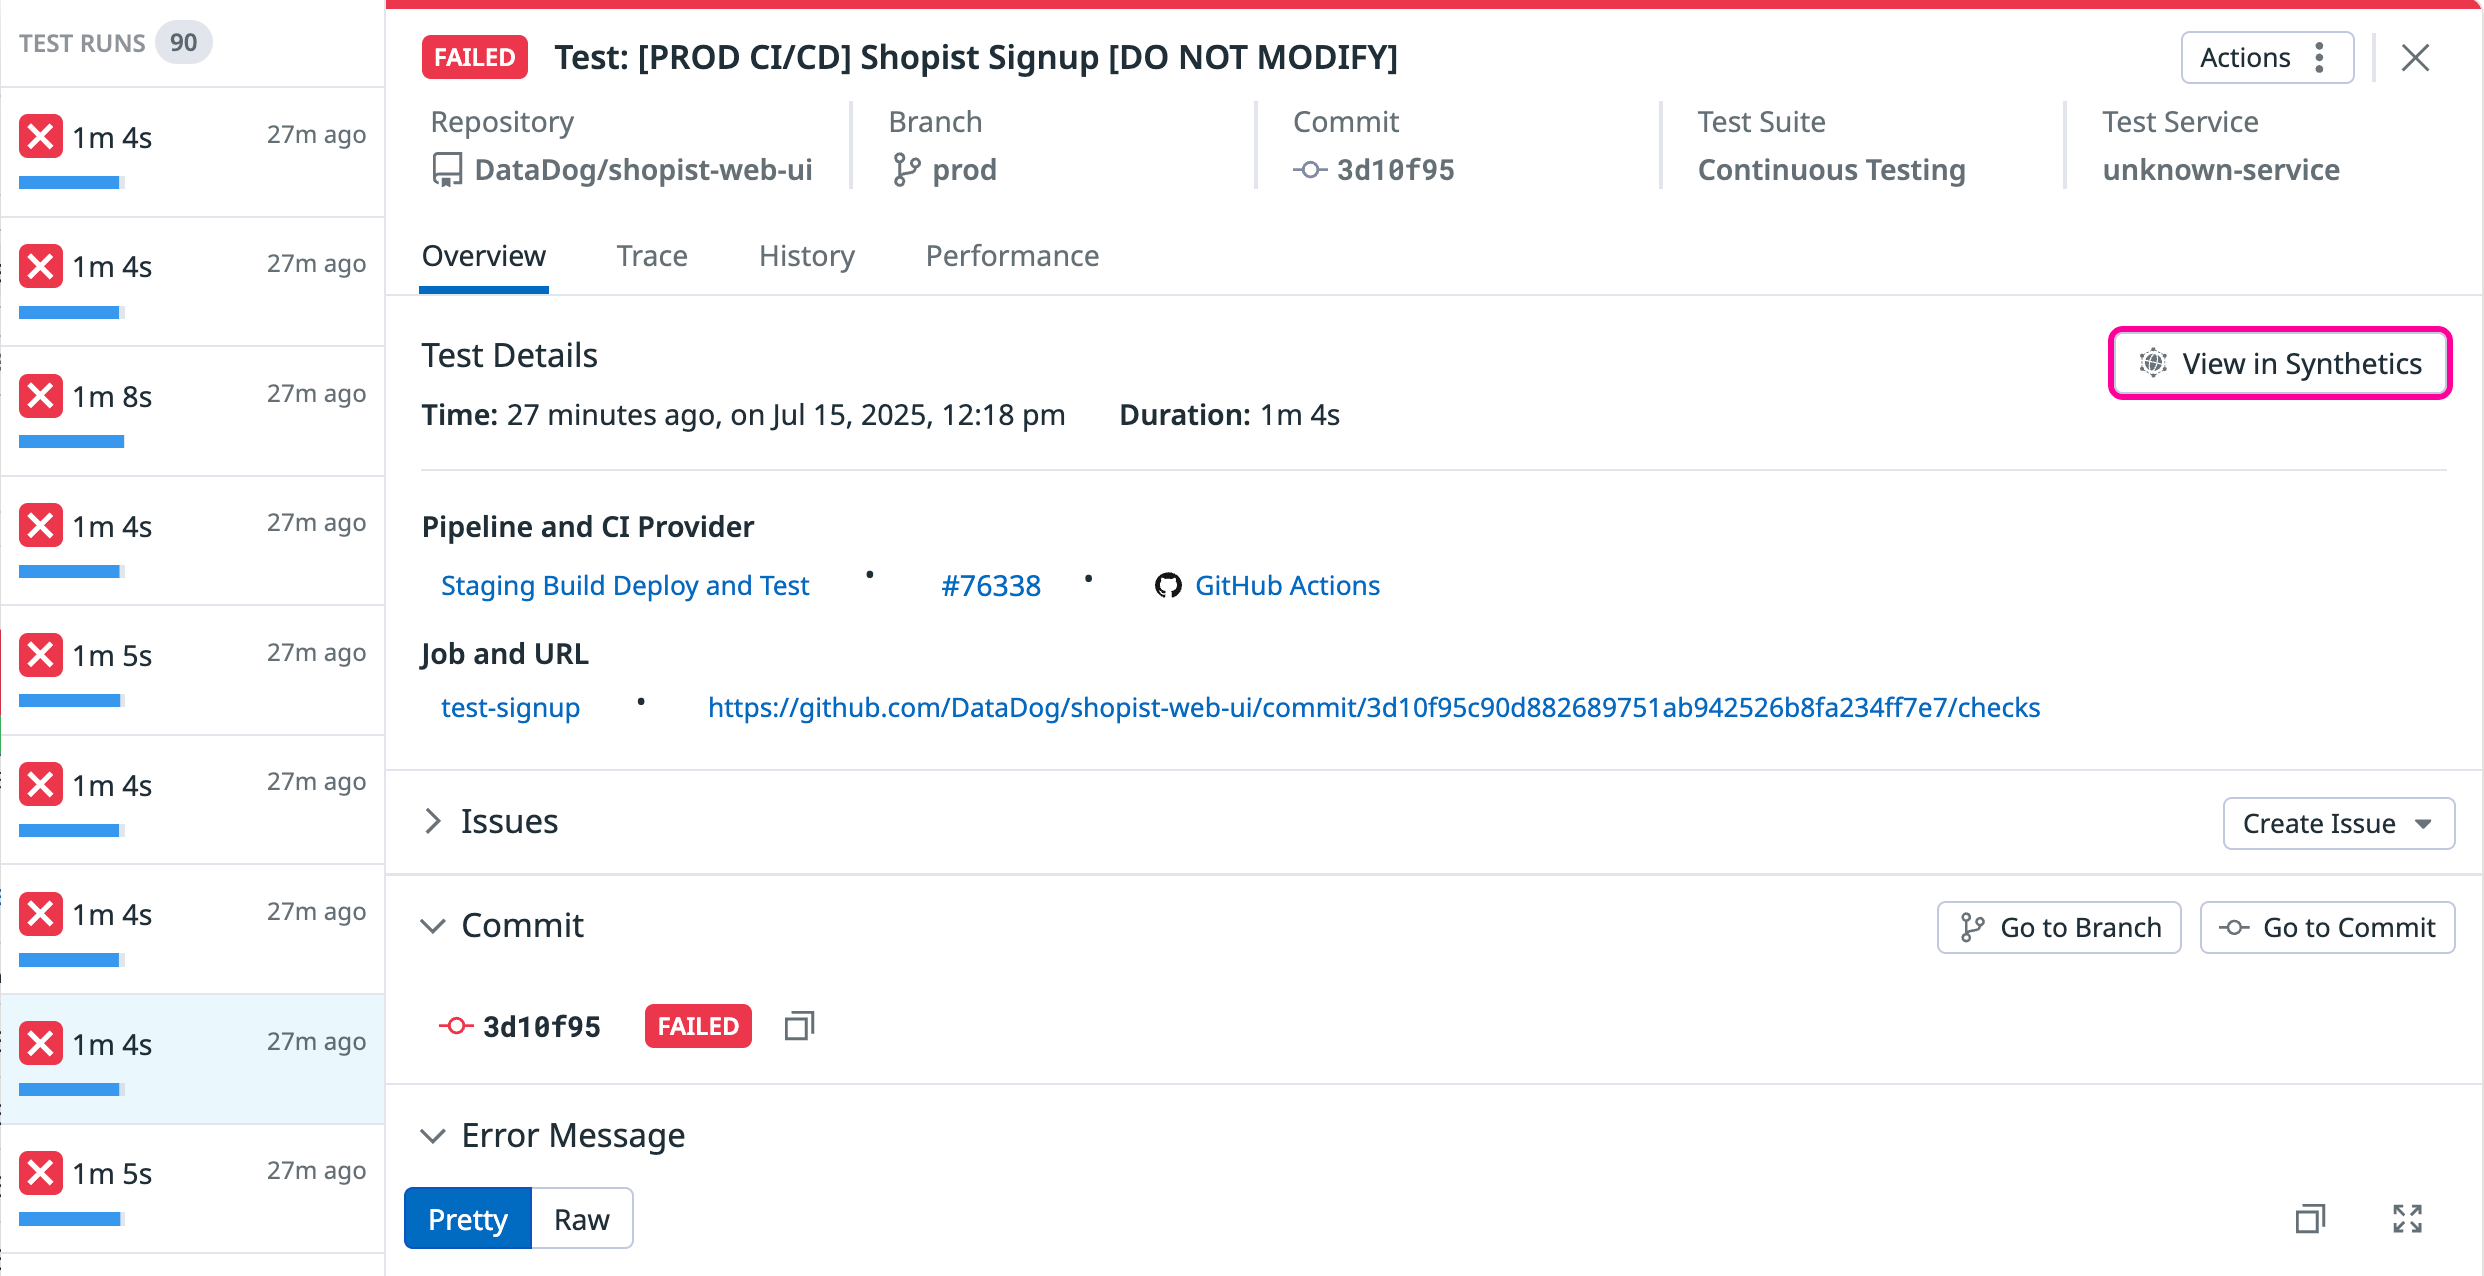 TEST RUNS 90
1m 4s 27m ago
1m 4s 27m ago
1m 8s 27m ago
1m 4s 27m ago
1m 5s 27m ago
1m 4s 27m ago
1m 4s 27m ago
1m 4s 27m ago
1m 5s 27m ago
FAILED Test: [PROD CI/CD] Shopist Signup [DO NOT MODIFY] Actions
Repository Branch Commit Test Suite Test Service
DataDog/shopist-web-ui prod 3d10f95 Continuous Testing unknown-service
Overview Trace History Performance
Test Details View in Synthetics
Time: 27 minutes ago, on Jul 15, 2025, 12:18 pm Duration: 1m 4s
Pipeline and CI Provider
Staging Build Deploy and Test • #76338 • GitHub Actions
Job and URL
test-signup • https://github.com/DataDog/shopist-web-ui/commit/3d10f95c90d882689751ab942526b8fa234ff7e7/checks
Issues Create Issue
Commit Go to Branch Go to Commit
3d10f95 FAILED
Error Message
Pretty Raw